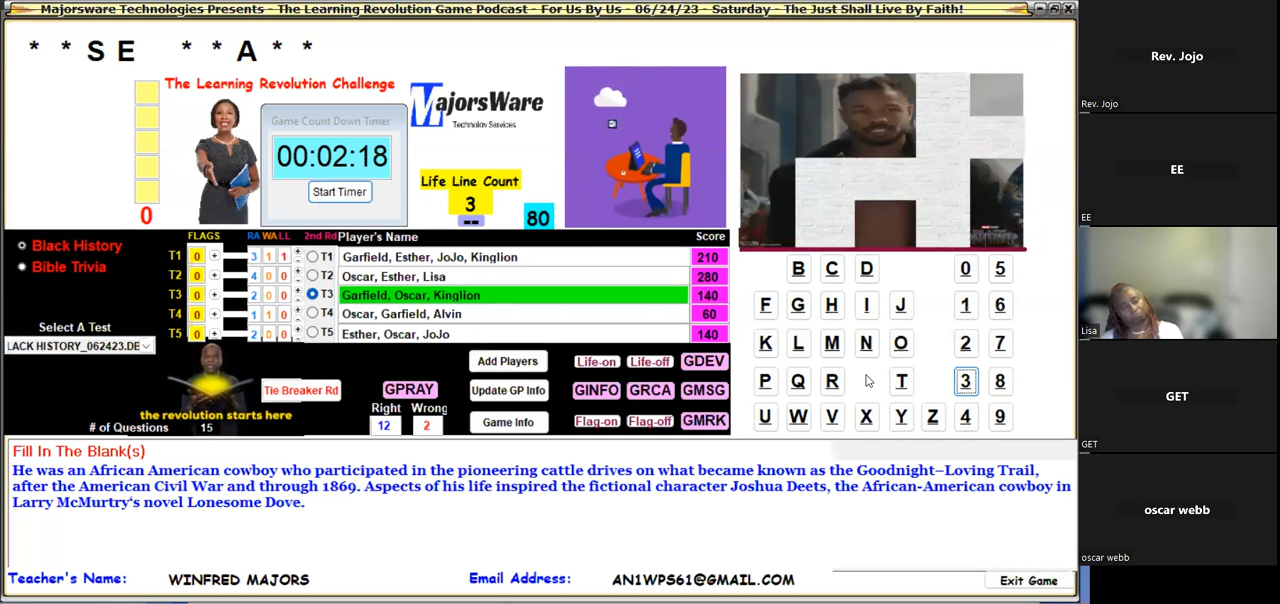 Majorsware Technologies Presents - The Learning Revolution Game Podcast - For Us By Us - 06/24/23 - Saturday - The Just Shall Live By Faith!
* * S E * * A * *
The Learning Revolution Challenge
MajorsWare
Technology Services
Game Count Down Timer
00:02:18
Start Timer
Life Line Count
3
--
80
0
Black History
Bible Trivia
FLAGS RA WA LL 2nd Rd Player's Name Score
T1 0 + 3 1 1 + - T1 Garfield, Esther, JoJo, Kinglion 210
T2 0 + 4 0 0 + - T2 Oscar, Esther, Lisa 280
T3 0 + 2 0 0 + - T3 Garfield, Oscar, Kinglion 140
T4 0 + 1 1 0 + - T4 Oscar, Garfield, Alvin 60
T5 0 + 2 0 0 + - T5 Esther, Oscar, JoJo 140
Select A Test
LACK HISTORY_062423.DE
the revolution starts here
# of Questions 15
Tie Breaker Rd
GPRAY
Right Wrong
12 2
Add Players
Update GP Info
Game Info
Life-on Life-off GDEV
GINFO GRCA GMSG
Flag-on Flag-off GMRK
B C D 0 5
F G H I J 1 6
K L M N O 2 7
P Q R T 3 8
U W V X Y Z 4 9
Fill In The Blank(s)
He was an African American cowboy who participated in the pioneering cattle drives on what became known as the Goodnight–Loving Trail,
after the American Civil War and through 1869. Aspects of his life inspired the fictional character Joshua Deets, the African-American cowboy in
Larry McMurtry's novel Lonesome Dove.
Teacher's Name: WINFRED MAJORS Email Address: AN1WPS61@GMAIL.COM Exit Game
Rev. Jojo
Rev. Jojo
EE
EE
Lisa
GET
GET
oscar webb
oscar webb